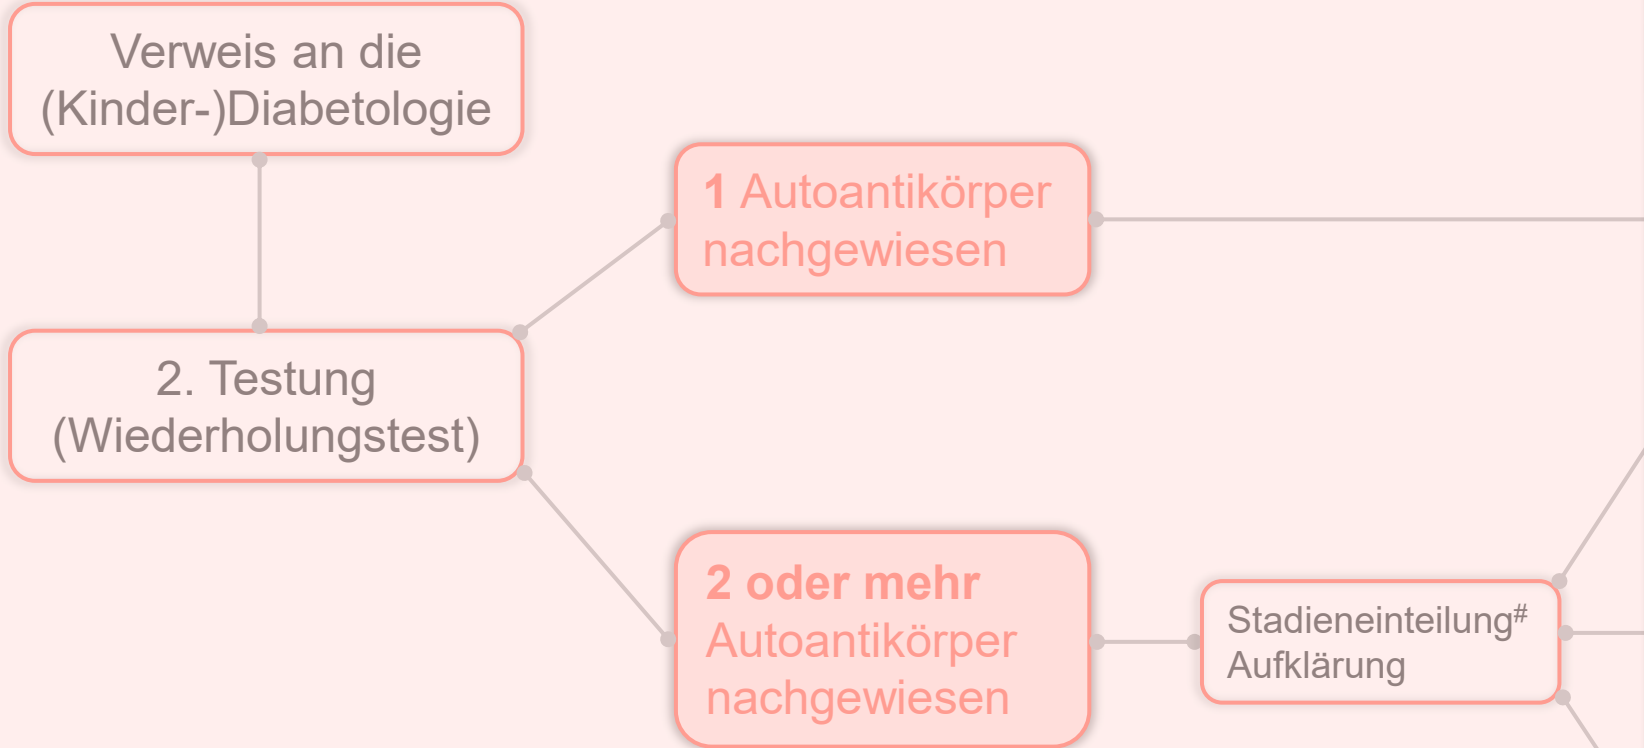 Verweis an die
(Kinder-)Diabetologie
1 Autoantikörper
nachgewiesen
2. Testung
(Wiederholungstest)
2 oder mehr
Autoantikörper
nachgewiesen
Stadieneinteilung#
Aufklärung